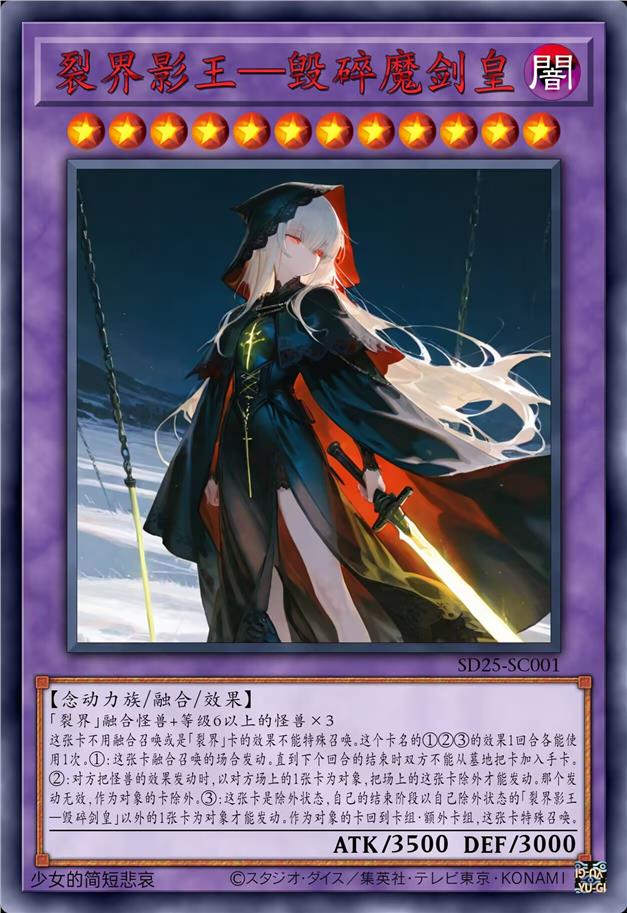 裂界影王—毁碎魔剑皇
闇
SD25-SC001
【念动力族/融合/效果】
「裂界」融合怪兽+等级6以上的怪兽×3
这张卡不用融合召唤或是「裂界」卡的效果不能特殊召唤。这个卡名的①②③的效果1回合各能
使用1次。①:这张卡融合召唤的场合发动。直到下个回合的结束时双方不能从墓地把卡加入手卡。
②:对方把怪兽的效果发动时,以对方场上的1张卡为对象,把场上的这张卡除外才能发动。那个发
动无效,作为对象的卡除外。③:这张卡是除外状态,自己的结束阶段以自己除外状态的「裂界影王
—毁碎剑皇」以外的1张卡为对象才能发动。作为对象的卡回到卡组·额外卡组,这张卡特殊召唤。
ATK/3500 DEF/3000
少女的简短悲哀
©スタジオ・ダイス／集英社・テレビ東京・KONAMI